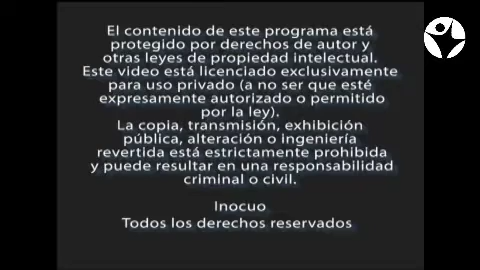 El contenido de este programa está
protegido por derechos de autor y
otras leyes de propiedad intelectual.
Este video está licenciado exclusivamente
para uso privado (a no ser que esté
expresamente autorizado o permitido
por la ley).
La copia, transmisión, exhibición
pública, alteración o ingeniería
revertida está estrictamente prohibida
y puede resultar en una responsabilidad
criminal o civil.
Inocuo
Todos los derechos reservados